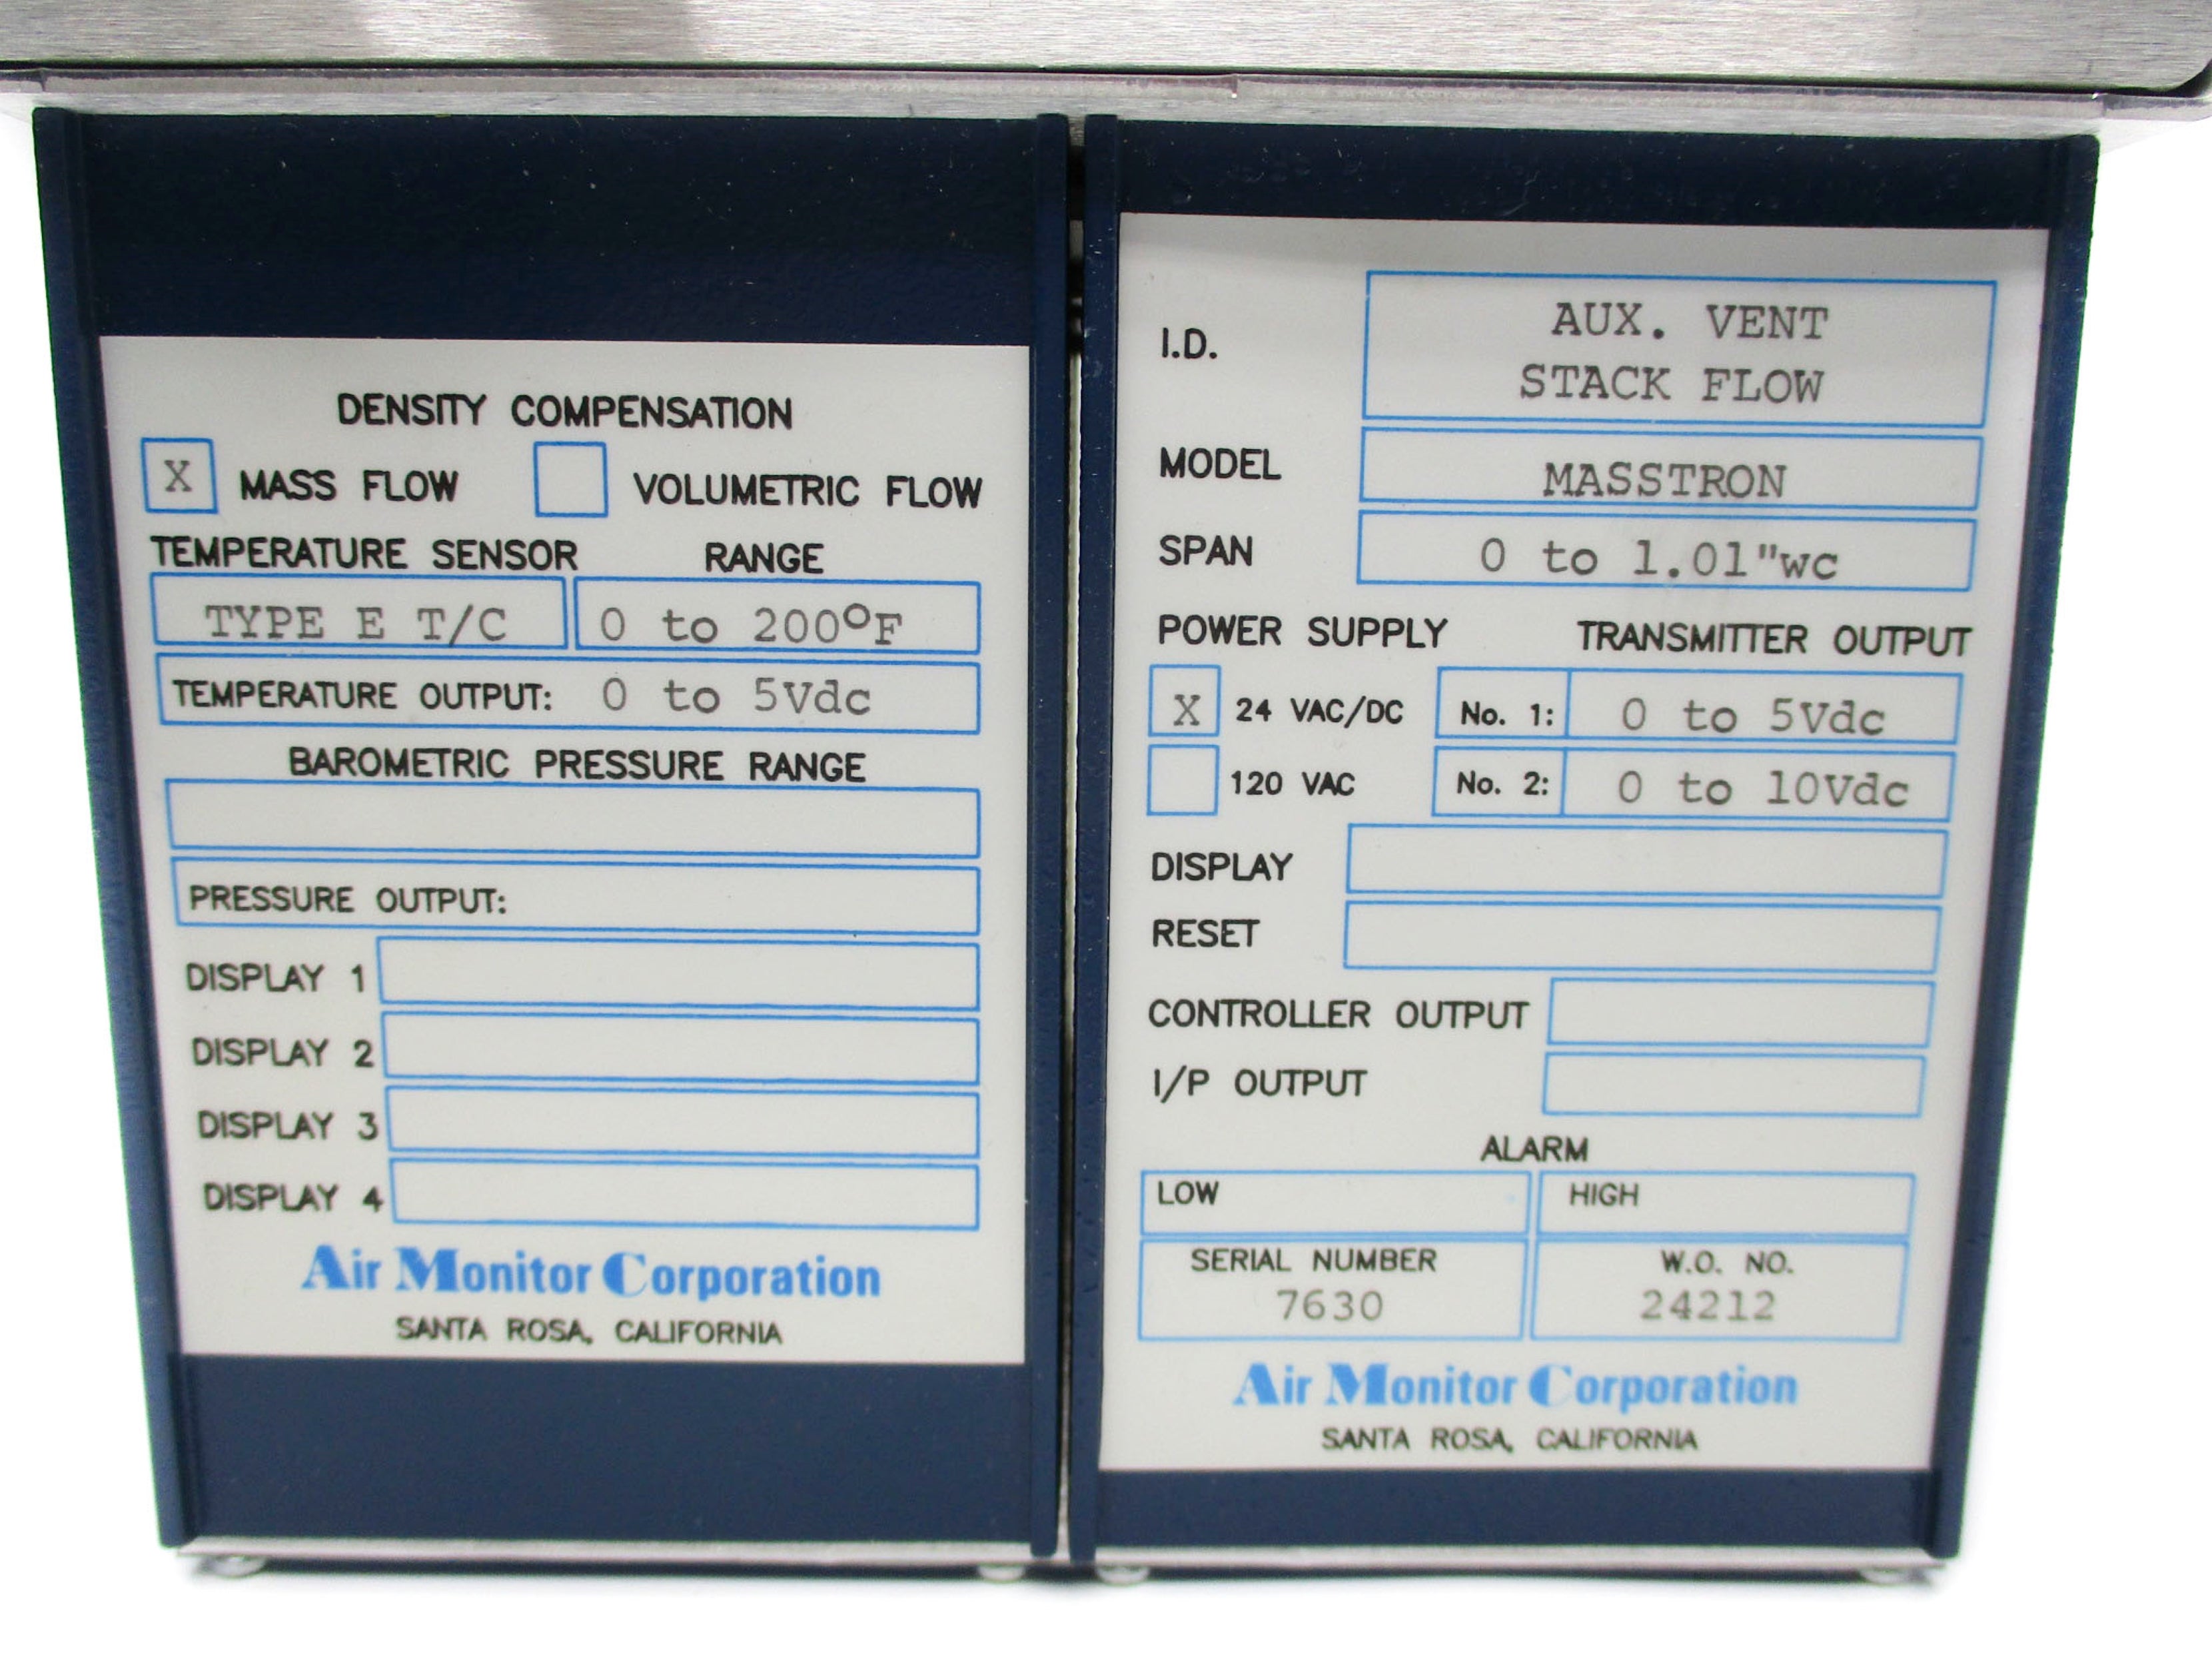 DENSITY COMPENSATION
X MASS FLOW VOLUMETRIC FLOW
TEMPERATURE SENSOR RANGE
TYPE E T/C 0 to 200°F
TEMPERATURE OUTPUT: 0 to 5Vdc
BAROMETRIC PRESSURE RANGE
PRESSURE OUTPUT:
DISPLAY 1
DISPLAY 2
DISPLAY 3
DISPLAY 4
Air Monitor Corporation
SANTA ROSA, CALIFORNIA
I.D. AUX. VENT
STACK FLOW
MODEL MASSTRON
SPAN 0 to 1.01"wc
POWER SUPPLY TRANSMITTER OUTPUT
X 24 VAC/DC No. 1: 0 to 5Vdc
120 VAC No. 2: 0 to 10Vdc
DISPLAY
RESET
CONTROLLER OUTPUT
I/P OUTPUT
ALARM
LOW HIGH
SERIAL NUMBER W.O. NO.
7630 24212
Air Monitor Corporation
SANTA ROSA, CALIFORNIA